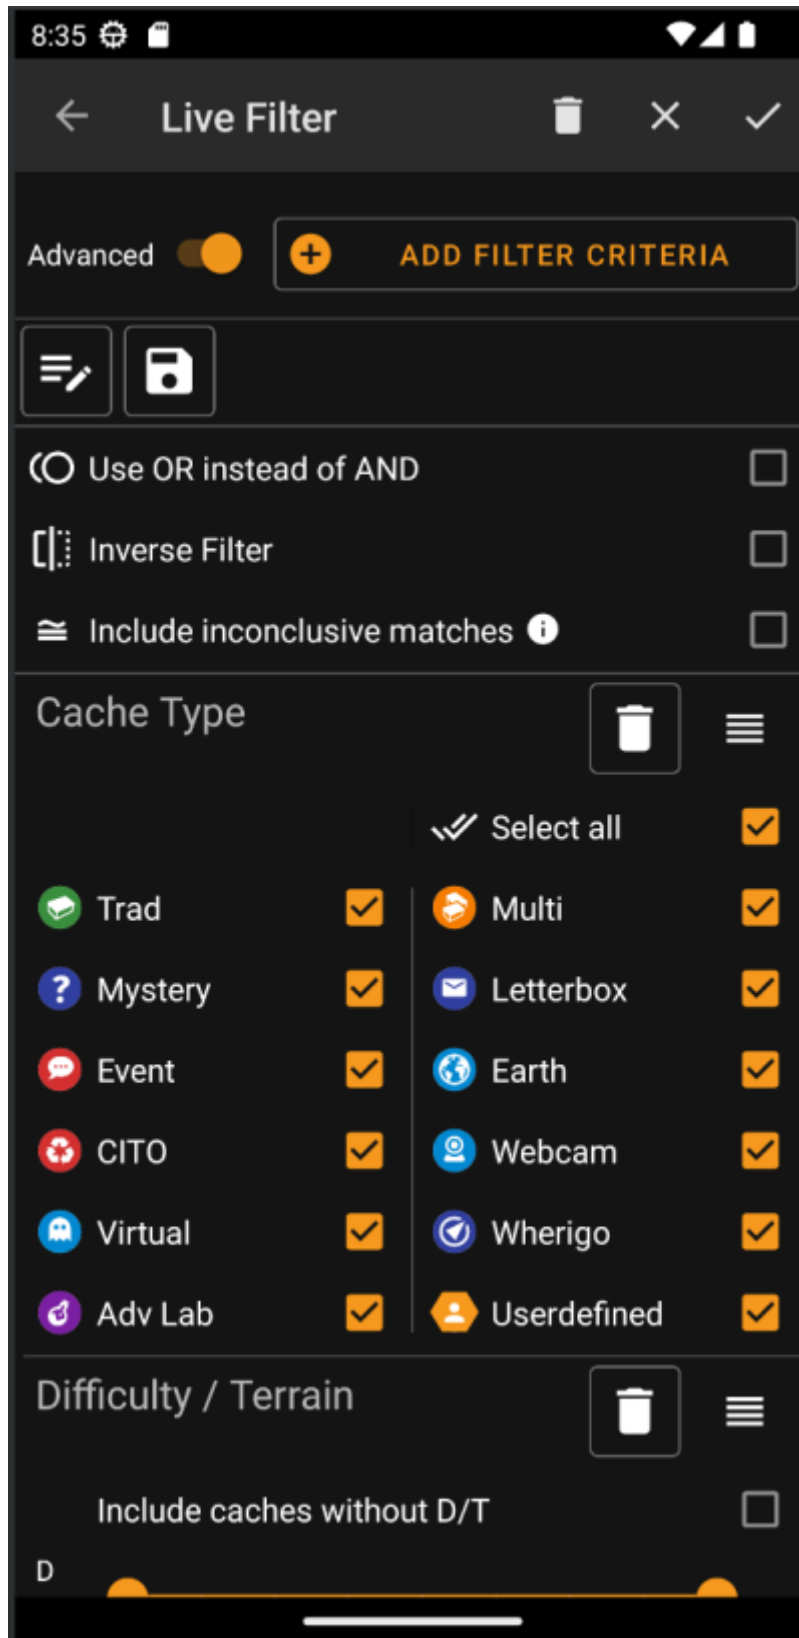 8:35
Live Filter
Advanced
ADD FILTER CRITERIA
Use OR instead of AND
Inverse Filter
Include inconclusive matches
Cache Type
Select all
Trad
Multi
Mystery
Letterbox
Event
Earth
CITO
Webcam
Virtual
Wherigo
Adv Lab
Userdefined
Difficulty / Terrain
Include caches without D/T
D